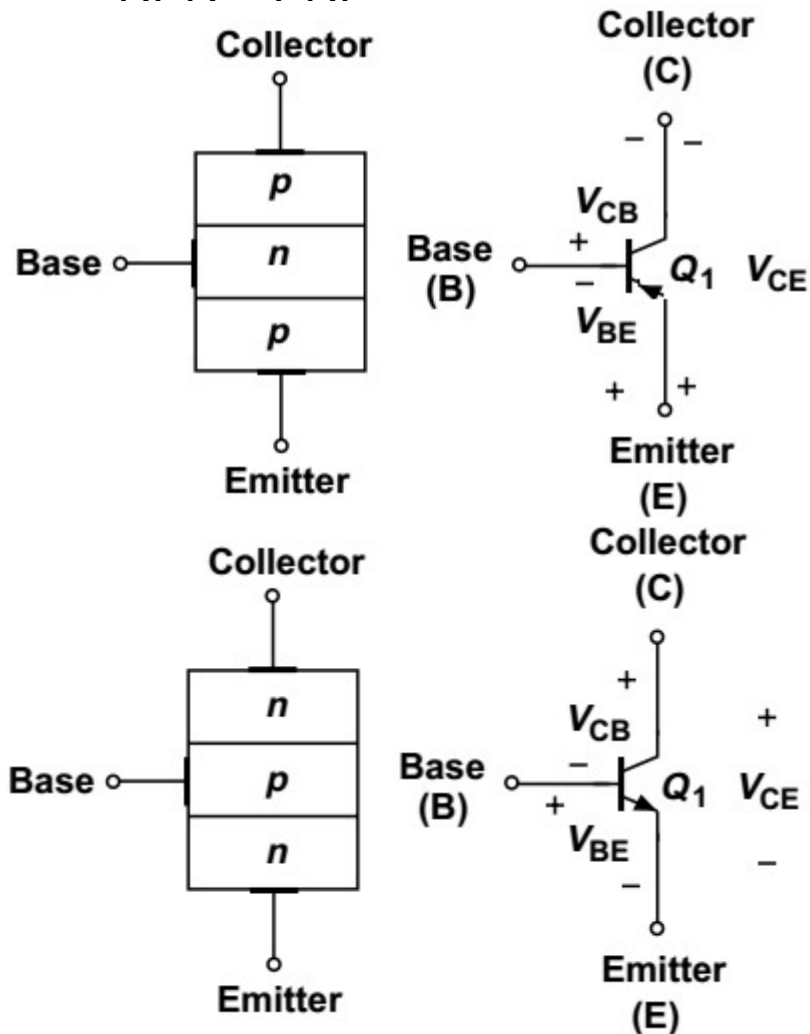 Collector
p
Base
n
p
Emitter
Collector
(C)
− −
V_CB
+
Base
(B)
−
Q_1
V_CE
V_BE
+ +
Emitter
(E)
Collector
n
Base
p
n
Emitter
Collector
(C)
+
V_CB
+
Base
(B)
−
Q_1
V_CE
+
V_BE
−
−
Emitter
(E)